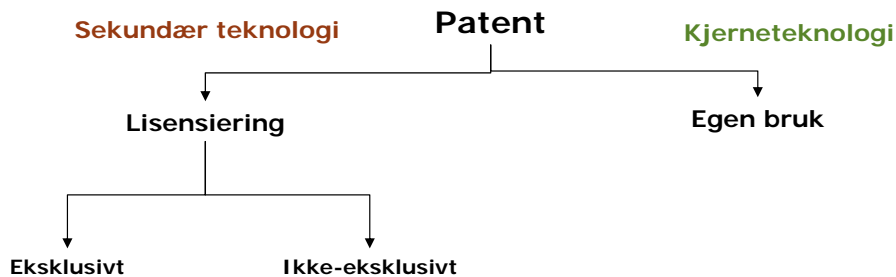 Sekundær teknologi
Patent
Kjerneteknologi
Lisensiering
Egen bruk
Eksklusivt
Ikke-eksklusivt